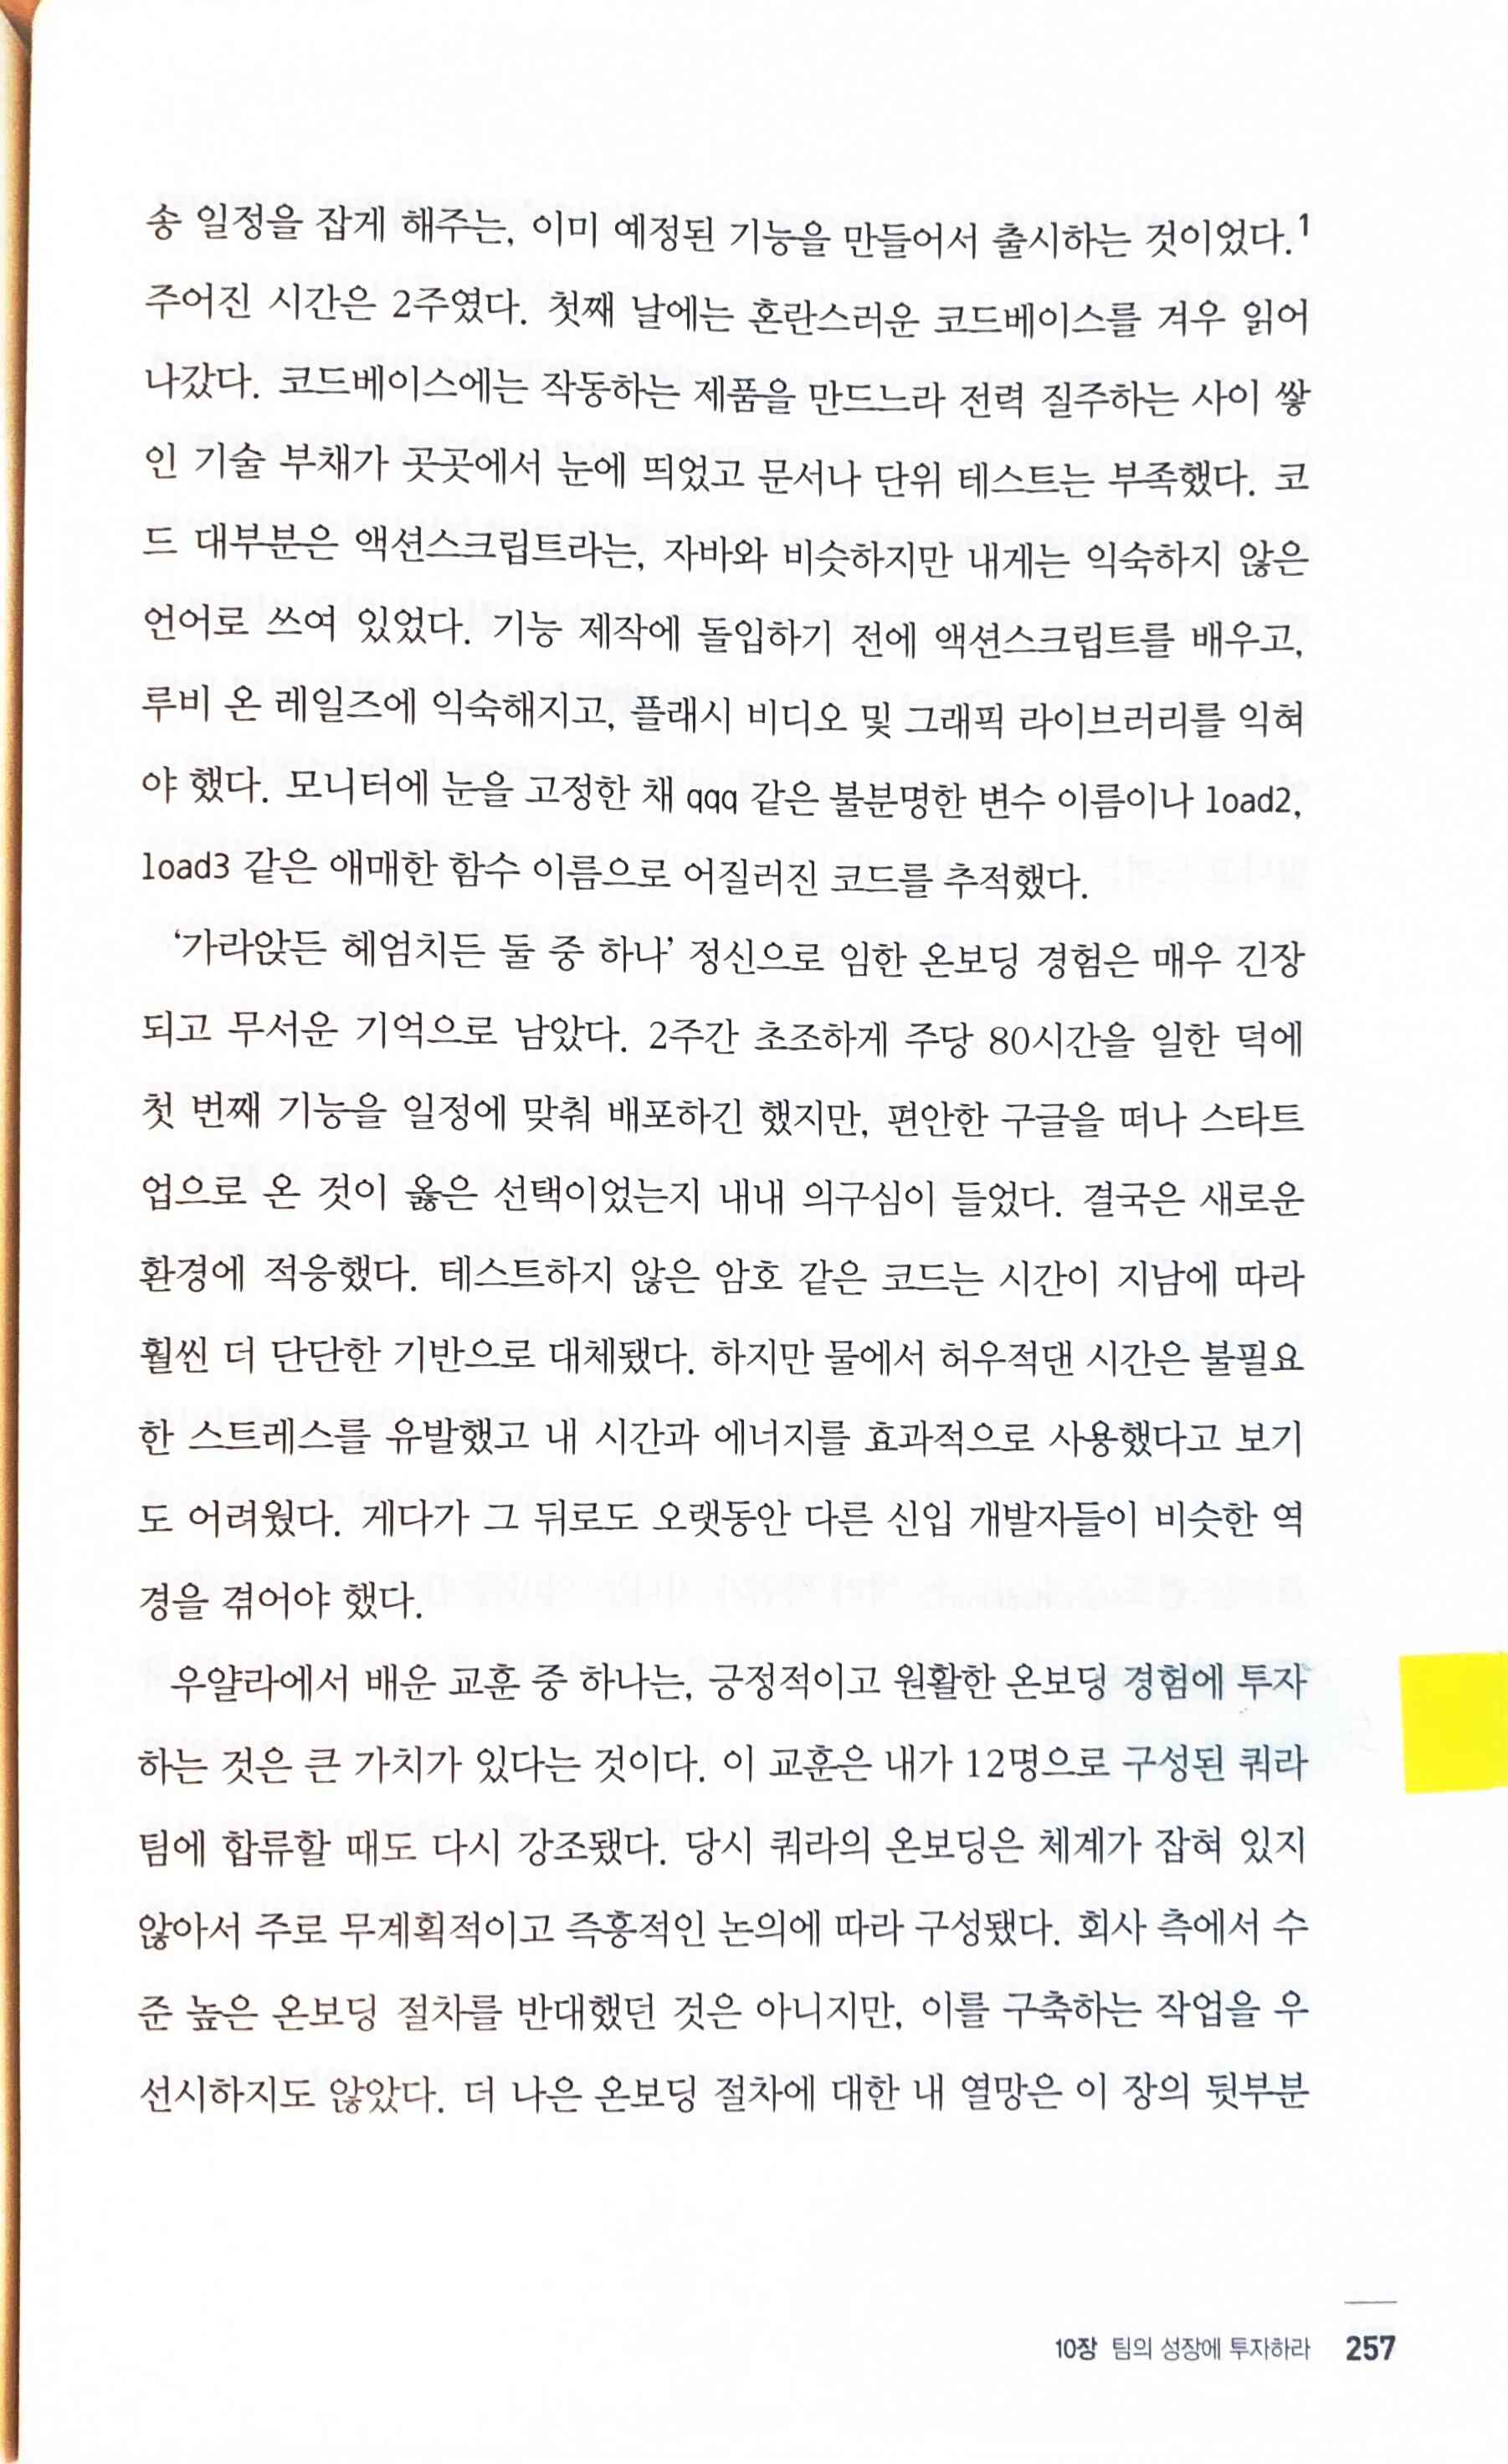 송 일정을 잡게 해주는, 이미 예정된 기능을 만들어서 출시하는 것이었다.1
주어진 시간은 2주였다. 첫째 날에는 혼란스러운 코드베이스를 겨우 읽어
나갔다. 코드베이스에는 작동하는 제품을 만드느라 전력 질주하는 사이 쌓
인 기술 부채가 곳곳에서 눈에 띄었고 문서나 단위 테스트는 부족했다. 코
드 대부분은 액션스크립트라는, 자바와 비슷하지만 내게는 익숙하지 않은
언어로 쓰여 있었다. 기능 제작에 돌입하기 전에 액션스크립트를 배우고,
루비 온 레일즈에 익숙해지고, 플래시 비디오 및 그래픽 라이브러리를 익혀
야 했다. 모니터에 눈을 고정한 채 qqq 같은 불분명한 변수 이름이나 load2,
load3 같은 애매한 함수 이름으로 어질러진 코드를 추적했다.
‘가라앉든 헤엄치든 둘 중 하나’ 정신으로 임한 온보딩 경험은 매우 긴장
되고 무서운 기억으로 남았다. 2주간 초조하게 주당 80시간을 일한 덕에
첫 번째 기능을 일정에 맞춰 배포하긴 했지만, 편안한 구글을 떠나 스타트
업으로 온 것이 옳은 선택이었는지 내내 의구심이 들었다. 결국은 새로운
환경에 적응했다. 테스트하지 않은 암호 같은 코드는 시간이 지남에 따라
훨씬 더 단단한 기반으로 대체됐다. 하지만 물에서 허우적댄 시간은 불필요
한 스트레스를 유발했고 내 시간과 에너지를 효과적으로 사용했다고 보기
도 어려웠다. 게다가 그 뒤로도 오랫동안 다른 신입 개발자들이 비슷한 역
경을 겪어야 했다.
우얄라에서 배운 교훈 중 하나는, 긍정적이고 원활한 온보딩 경험에 투자
하는 것은 큰 가치가 있다는 것이다. 이 교훈은 내가 12명으로 구성된 쿼라
팀에 합류할 때도 다시 강조됐다. 당시 쿼라의 온보딩은 체계가 잡혀 있지
않아서 주로 무계획적이고 즉흥적인 논의에 따라 구성됐다. 회사 측에서 수
준 높은 온보딩 절차를 반대했던 것은 아니지만, 이를 구축하는 작업을 우
선시하지도 않았다. 더 나은 온보딩 절차에 대한 내 열망은 이 장의 뒷부분
10장 팀의 성장에 투자하라 257